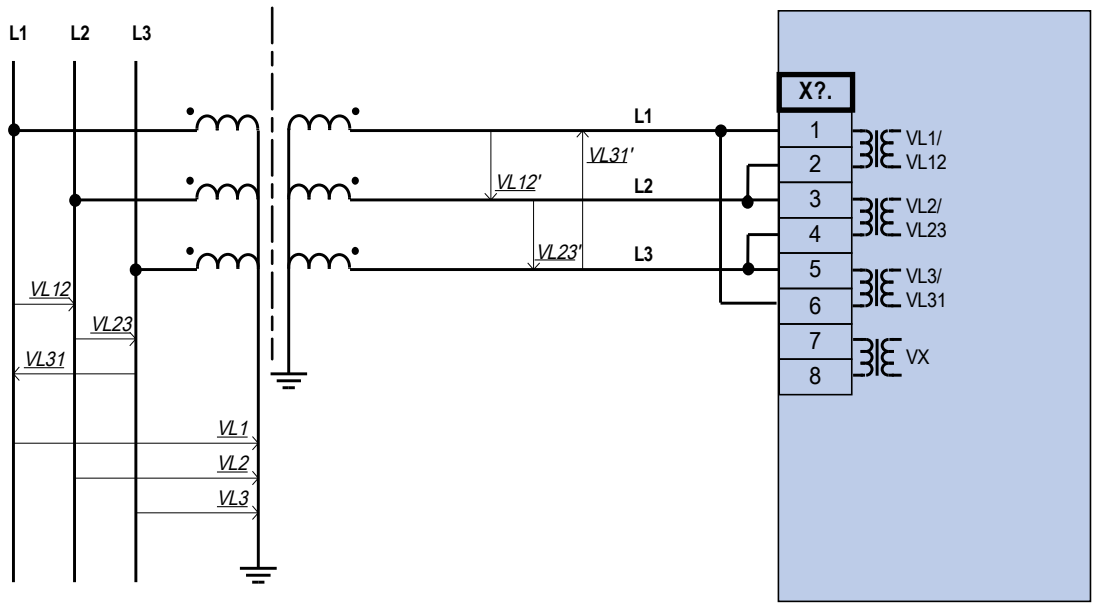 L1 L2 L3
X?.
L1
1
VL1/
VL31'
2
VL12
VL12'
L2
3
VL2/
4
VL23
VL23'
L3
5
VL3/
VL12
6
VL31
VL23
7
VL31
VX
8
VL1
VL2
VL3